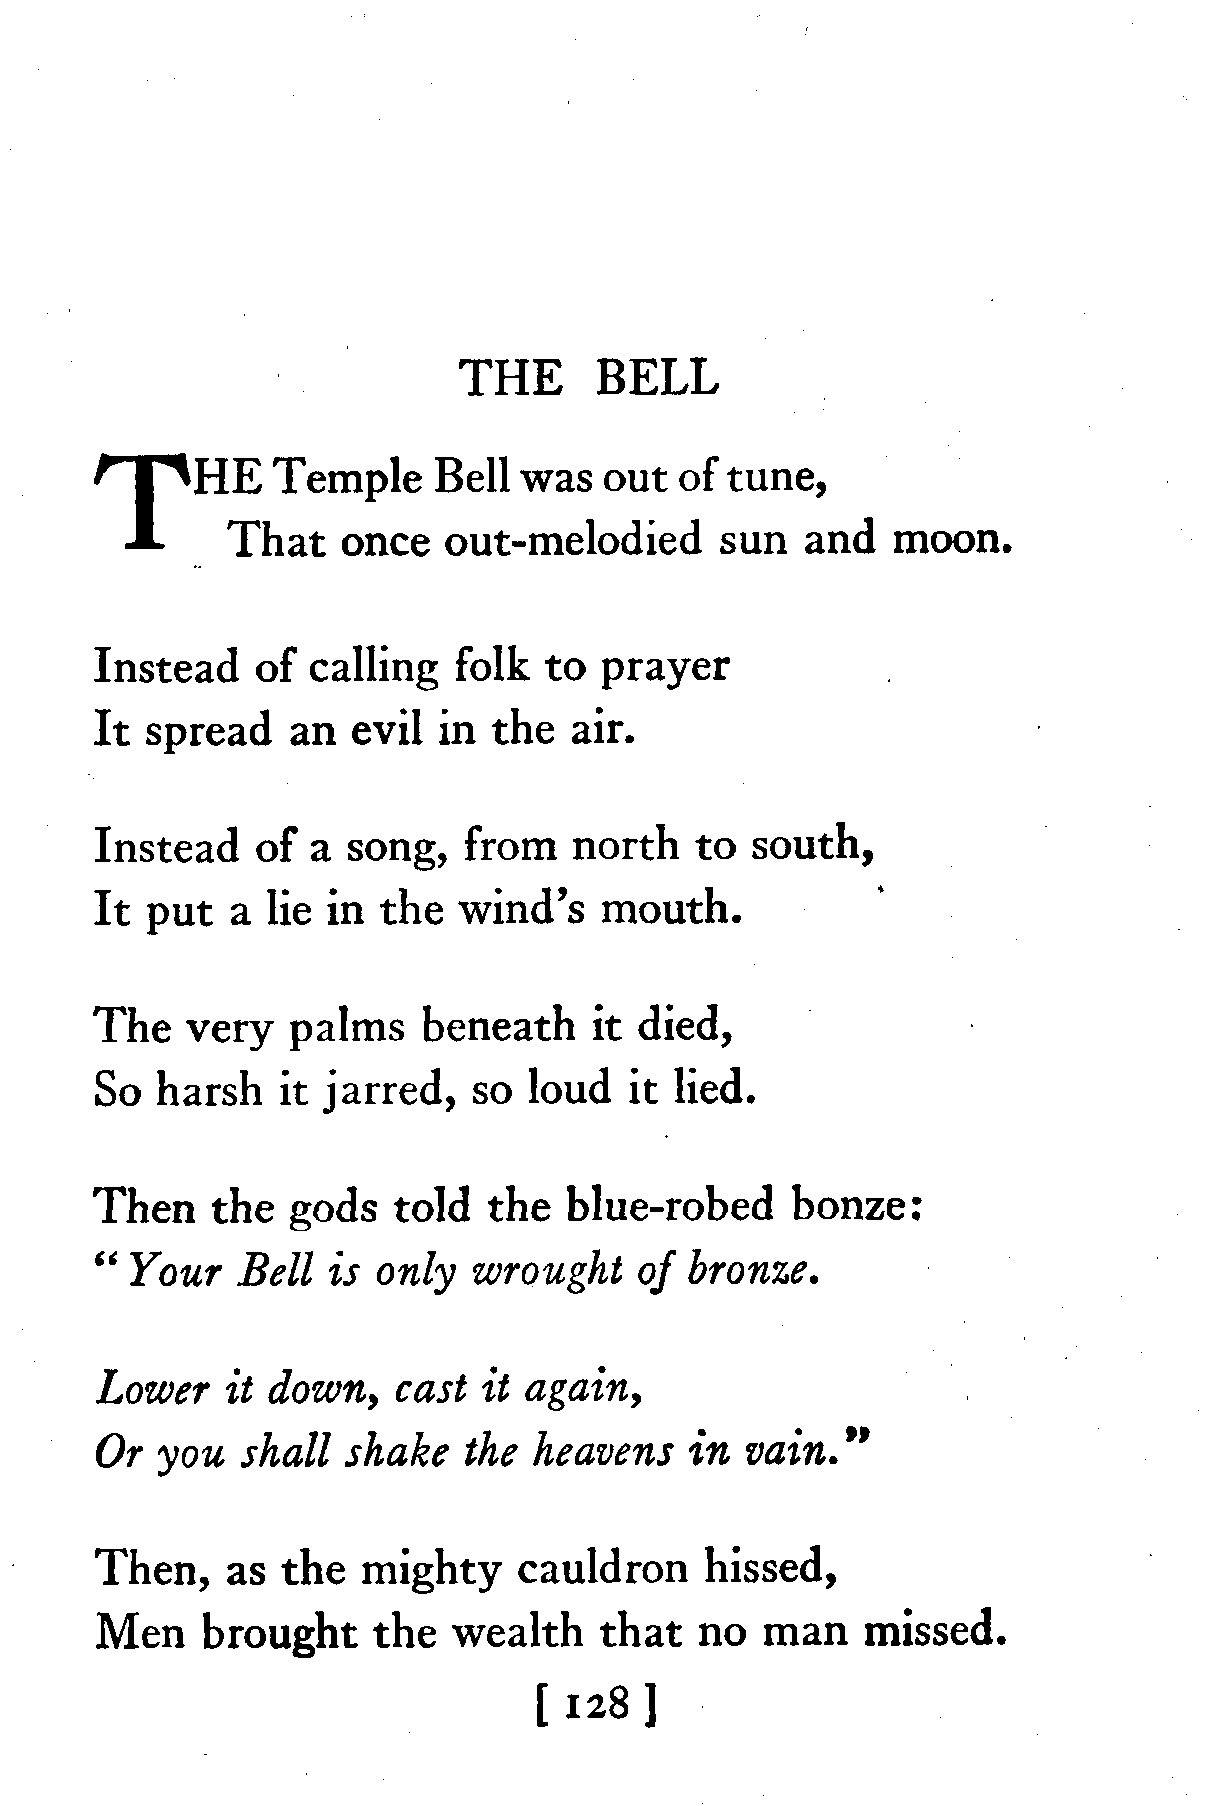 THE BELL
THE Temple Bell was out of tune,
That once out-melodied sun and moon.
Instead of calling folk to prayer
It spread an evil in the air.
Instead of a song, from north to south,
It put a lie in the wind's mouth.
The very palms beneath it died,
So harsh it jarred, so loud it lied.
Then the gods told the blue-robed bonze:
"Your Bell is only wrought of bronze.
Lower it down, cast it again,
Or you shall shake the heavens in vain."
Then, as the mighty cauldron hissed,
Men brought the wealth that no man missed.
[ 128 ]